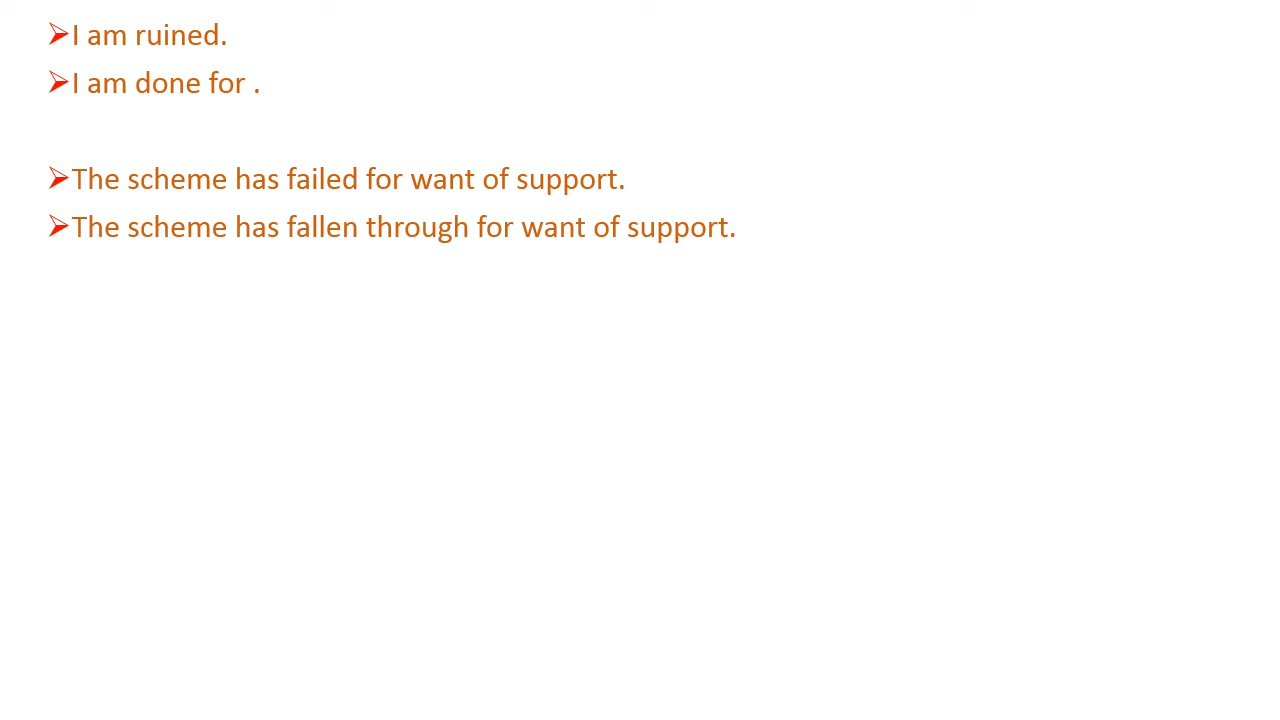 ➢I am ruined.
➢I am done for .
➢The scheme has failed for want of support.
➢The scheme has fallen through for want of support.